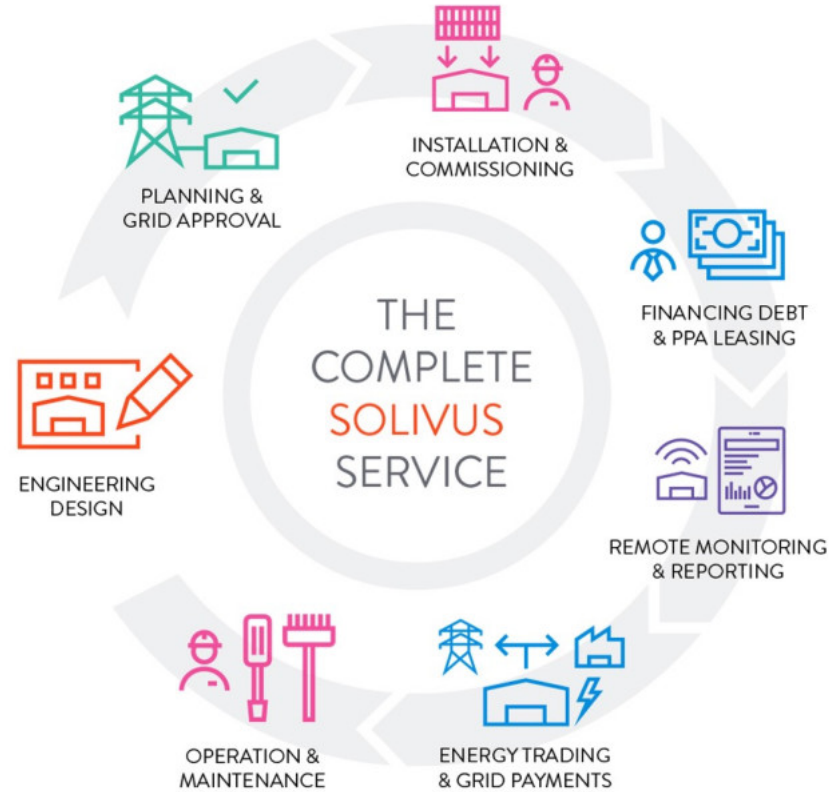 INSTALLATION &
COMMISSIONING
PLANNING &
GRID APPROVAL
FINANCING DEBT
& PPA LEASING
THE
COMPLETE
SOLIVUS
SERVICE
ENGINEERING
DESIGN
REMOTE MONITORING
& REPORTING
OPERATION &
MAINTENANCE
ENERGY TRADING
& GRID PAYMENTS